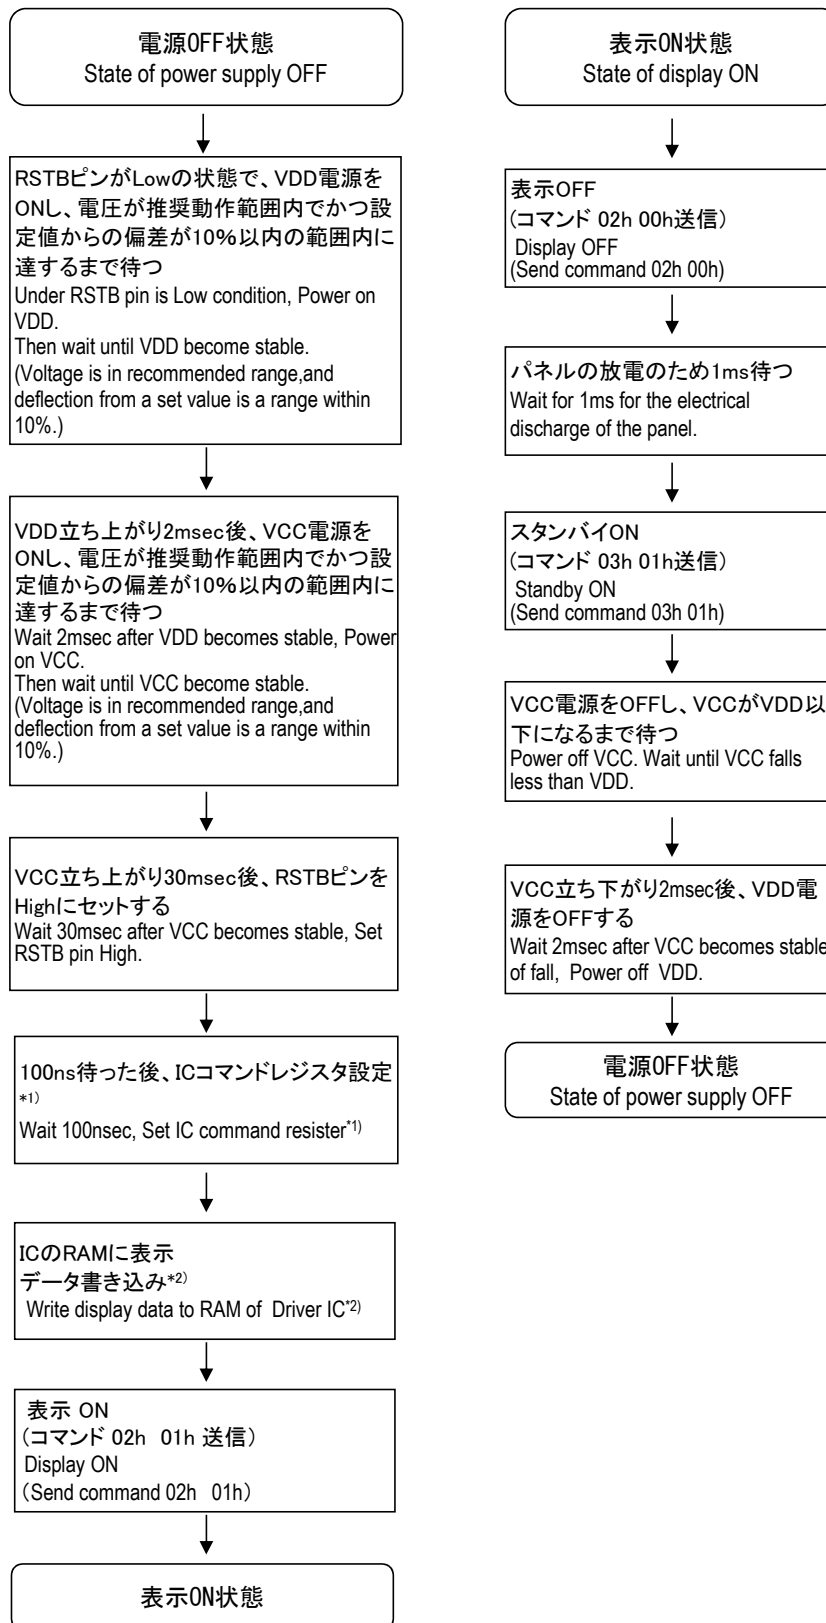 電源OFF状態
State of power supply OFF
RSTBピンがLowの状態で、VDD電源を
ONし、電圧が推奨動作範囲内でかつ設
定値からの偏差が10%以内の範囲内に
達するまで待つ
Under RSTB pin is Low condition, Power on
VDD.
Then wait until VDD become stable.
(Voltage is in recommended range,and
deflection from a set value is a range within
10%.)
VDD立ち上がり2msec後、VCC電源を
ONし、電圧が推奨動作範囲内でかつ設
定値からの偏差が10%以内の範囲内に
達するまで待つ
Wait 2msec after VDD becomes stable, Power
on VCC.
Then wait until VCC become stable.
(Voltage is in recommended range,and
deflection from a set value is a range within
10%.)
VCC立ち上がり30msec後、RSTBピンを
Highにセットする
Wait 30msec after VCC becomes stable, Set
RSTB pin High.
100ns待った後、ICコマンドレジスタ設定
*1)
Wait 100nsec, Set IC command resister*1)
ICのRAMに表示
データ書き込み*2)
Write display data to RAM of Driver IC*2)
表示 ON
(コマンド 02h 01h 送信)
Display ON
(Send command 02h 01h)
表示ON状態
表示ON状態
State of display ON
表示OFF
(コマンド 02h 00h送信)
Display OFF
(Send command 02h 00h)
パネルの放電のため1ms待つ
Wait for 1ms for the electrical
discharge of the panel.
スタンバイON
(コマンド 03h 01h送信)
Standby ON
(Send command 03h 01h)
VCC電源をOFFし、VCCがVDD以
下になるまで待つ
Power off VCC. Wait until VCC falls
less than VDD.
VCC立ち下がり2msec後、VDD電
源をOFFする
Wait 2msec after VCC becomes stable
of fall, Power off VDD.
電源OFF状態
State of power supply OFF